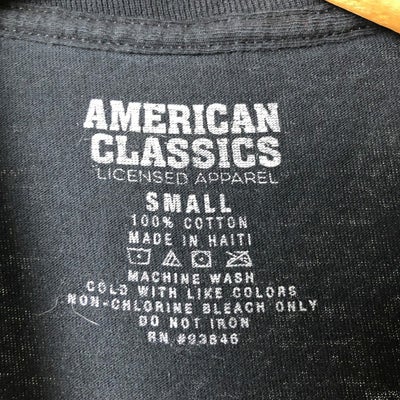 AMERICAN
CLASSICS
LICENSED APPAREL
SMALL
100% COTTON
MADE IN HAITI
MACHINE WASH
COLD WITH LIKE COLORS
NON-CHLORINE BLEACH ONLY
DO NOT IRON
RN #93846